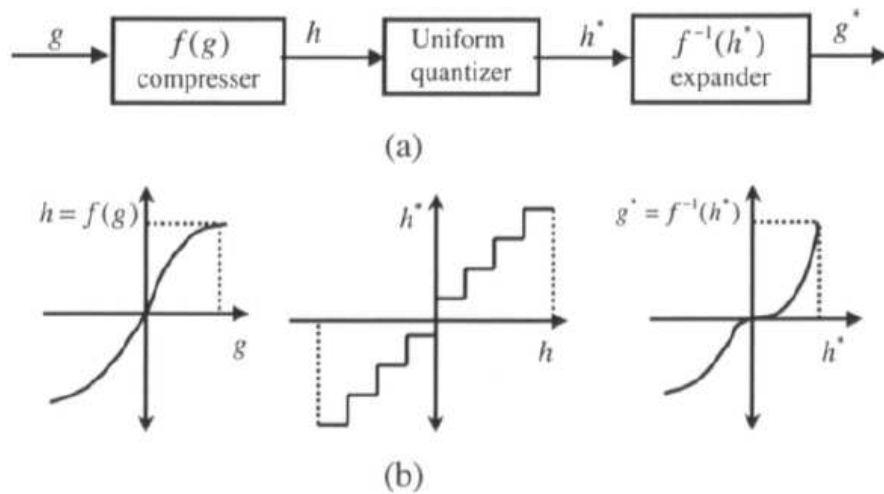 g
f(g)
compresser
h
Uniform
quantizer
h*
f⁻¹(h*)
expander
g*
(a)
h = f(g)
g
h*
h
g* = f⁻¹(h*)
h*
(b)